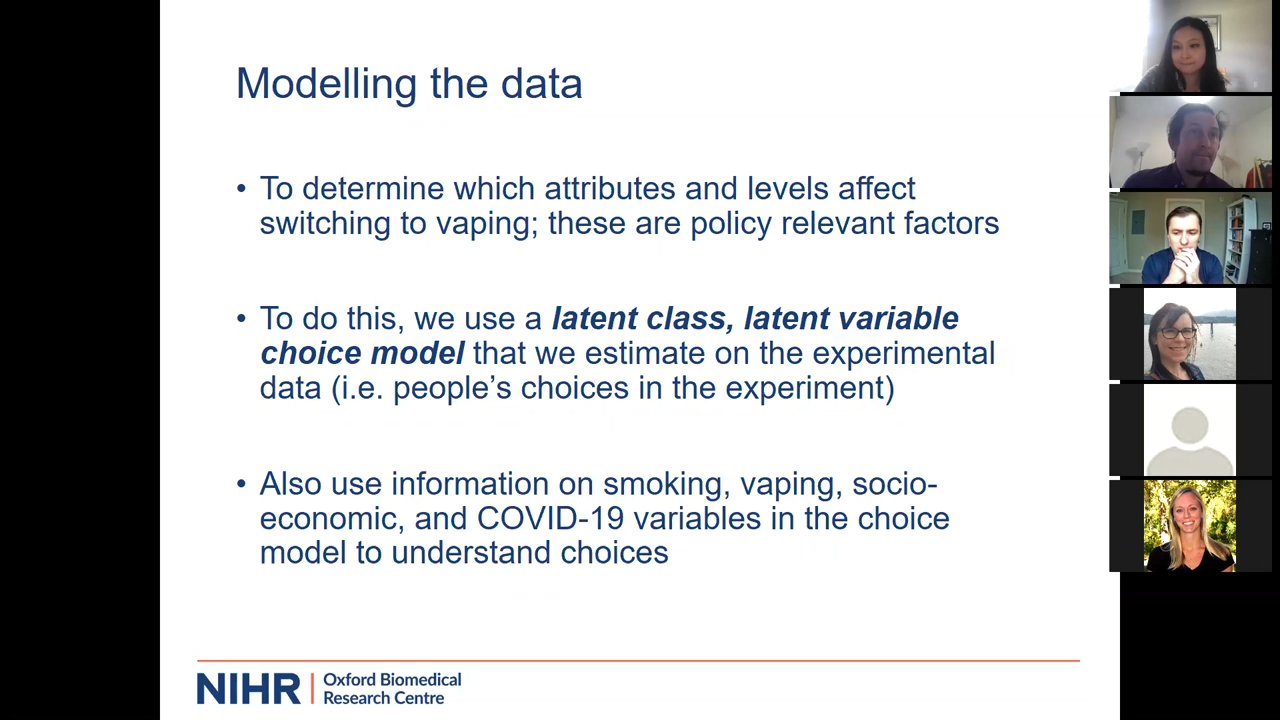 Modelling the data
• To determine which attributes and levels affect
switching to vaping; these are policy relevant factors
• To do this, we use a latent class, latent variable
choice model that we estimate on the experimental
data (i.e. people’s choices in the experiment)
• Also use information on smoking, vaping, socio-
economic, and COVID-19 variables in the choice
model to understand choices
NIHR | Oxford Biomedical
Research Centre